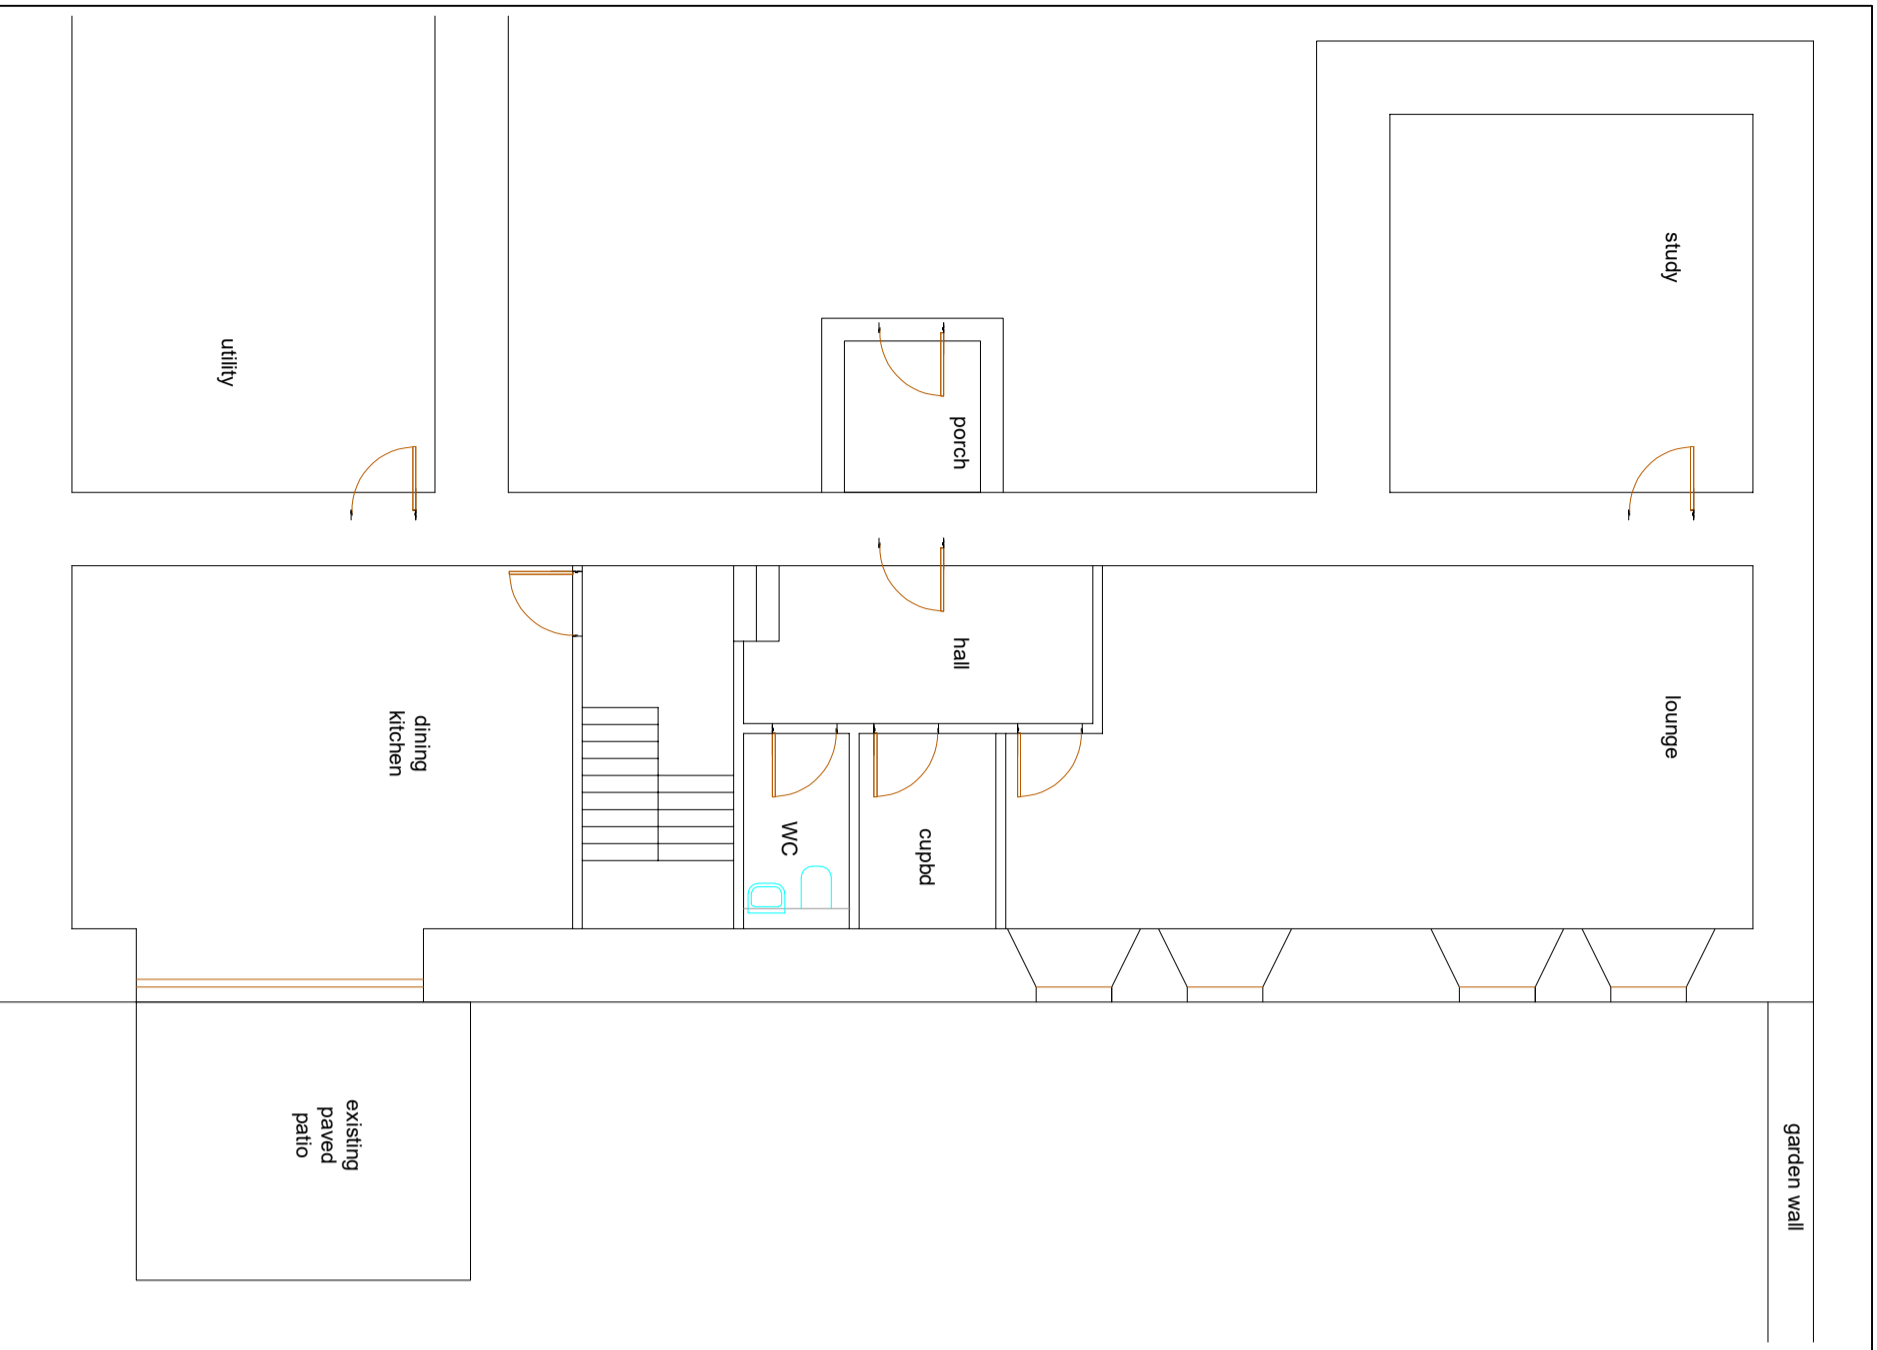 study
utility
porch
hall
lounge
dining
kitchen
WC
cupbd
existing
paved
patio
garden wall